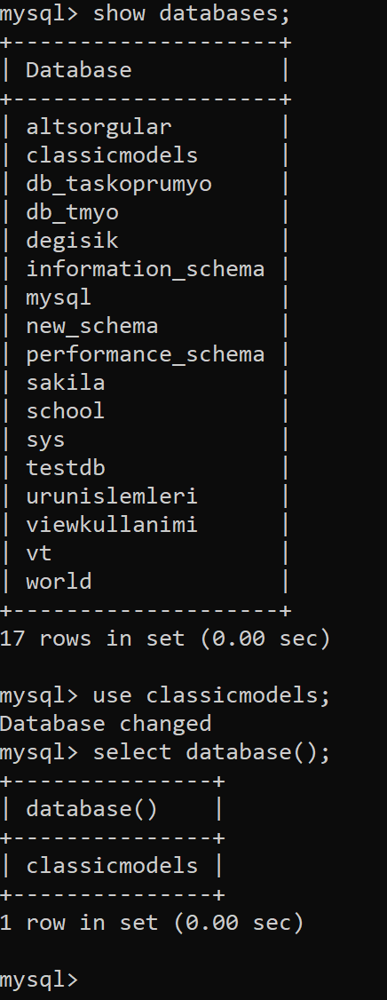 mysql> show databases;
+--------------------+
| Database           |
+--------------------+
| altsorgular        |
| classicmodels      |
| db_taskoprumyo     |
| db_tmyo            |
| degisik            |
| information_schema |
| mysql              |
| new_schema         |
| performance_schema |
| sakila             |
| school             |
| sys                |
| testdb             |
| urunislemleri      |
| viewkullanimi      |
| vt                 |
| world              |
+--------------------+
17 rows in set (0.00 sec)

mysql> use classicmodels;
Database changed
mysql> select database();
+---------------+
| database()    |
+---------------+
| classicmodels |
+---------------+
1 row in set (0.00 sec)

mysql>